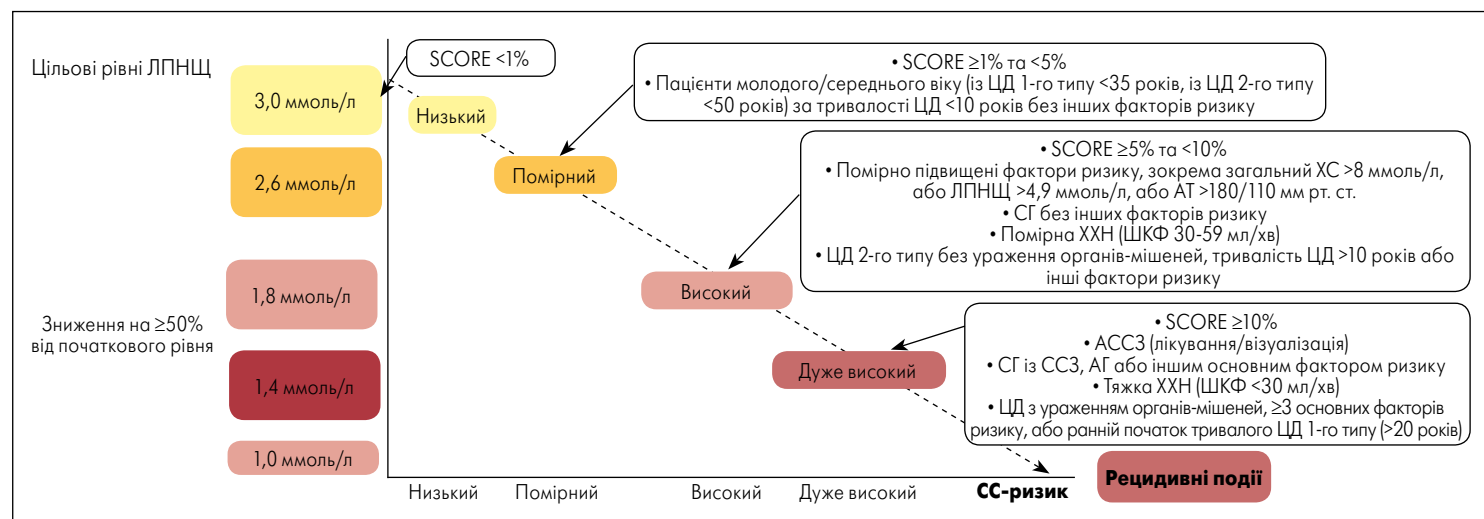 Цільові рівні ЛПНЩ
3,0 ммоль/л
2,6 ммоль/л
1,8 ммоль/л
Зниження на ≥50%
від початкового рівня
1,4 ммоль/л
1,0 ммоль/л
SCORE <1%
Низький
• SCORE ≥1% та <5%
• Пацієнти молодого/середнього віку (із ЦД 1-го типу <35 років, із ЦД 2-го типу
<50 років) за тривалості ЦД <10 років без інших факторів ризику
Помірний
• SCORE ≥5% та <10%
• Помірно підвищені фактори ризику, зокрема загальний ХС >8 ммоль/л,
або ЛПНЩ >4,9 ммоль/л, або АТ >180/110 мм рт. ст.
• СГ без інших факторів ризику
• Помірна ХХН (ШКФ 30-59 мл/хв)
• ЦД 2-го типу без ураження органів-мішеней, тривалість ЦД >10 років або
інші фактори ризику
Високий
• SCORE ≥10%
• АССЗ (лікування/візуалізація)
• СГ із ССЗ, АГ або іншим основним фактором ризику
• Тяжка ХХН (ШКФ <30 мл/хв)
• ЦД з ураженням органів-мішеней, ≥3 основних факторів
ризику, або ранній початок тривалого ЦД 1-го типу (>20 років)
Дуже високий
Низький
Помірний
Високий
Дуже високий
СС-ризик
Рецидивні події